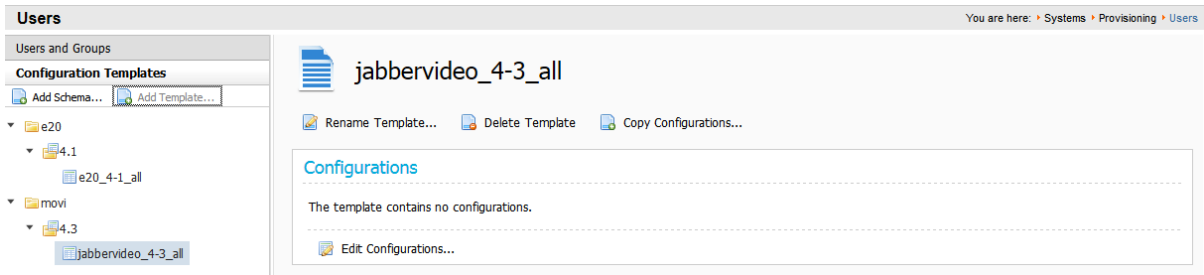 Users
You are here: Systems Provisioning Users
Users and Groups
Configuration Templates
Add Schema... Add Template...
e20
4.1
e20_4-1_all
movi
4.3
jabbervideo_4-3_all
jabbervideo_4-3_all
Rename Template... Delete Template Copy Configurations...
Configurations
The template contains no configurations.
Edit Configurations...